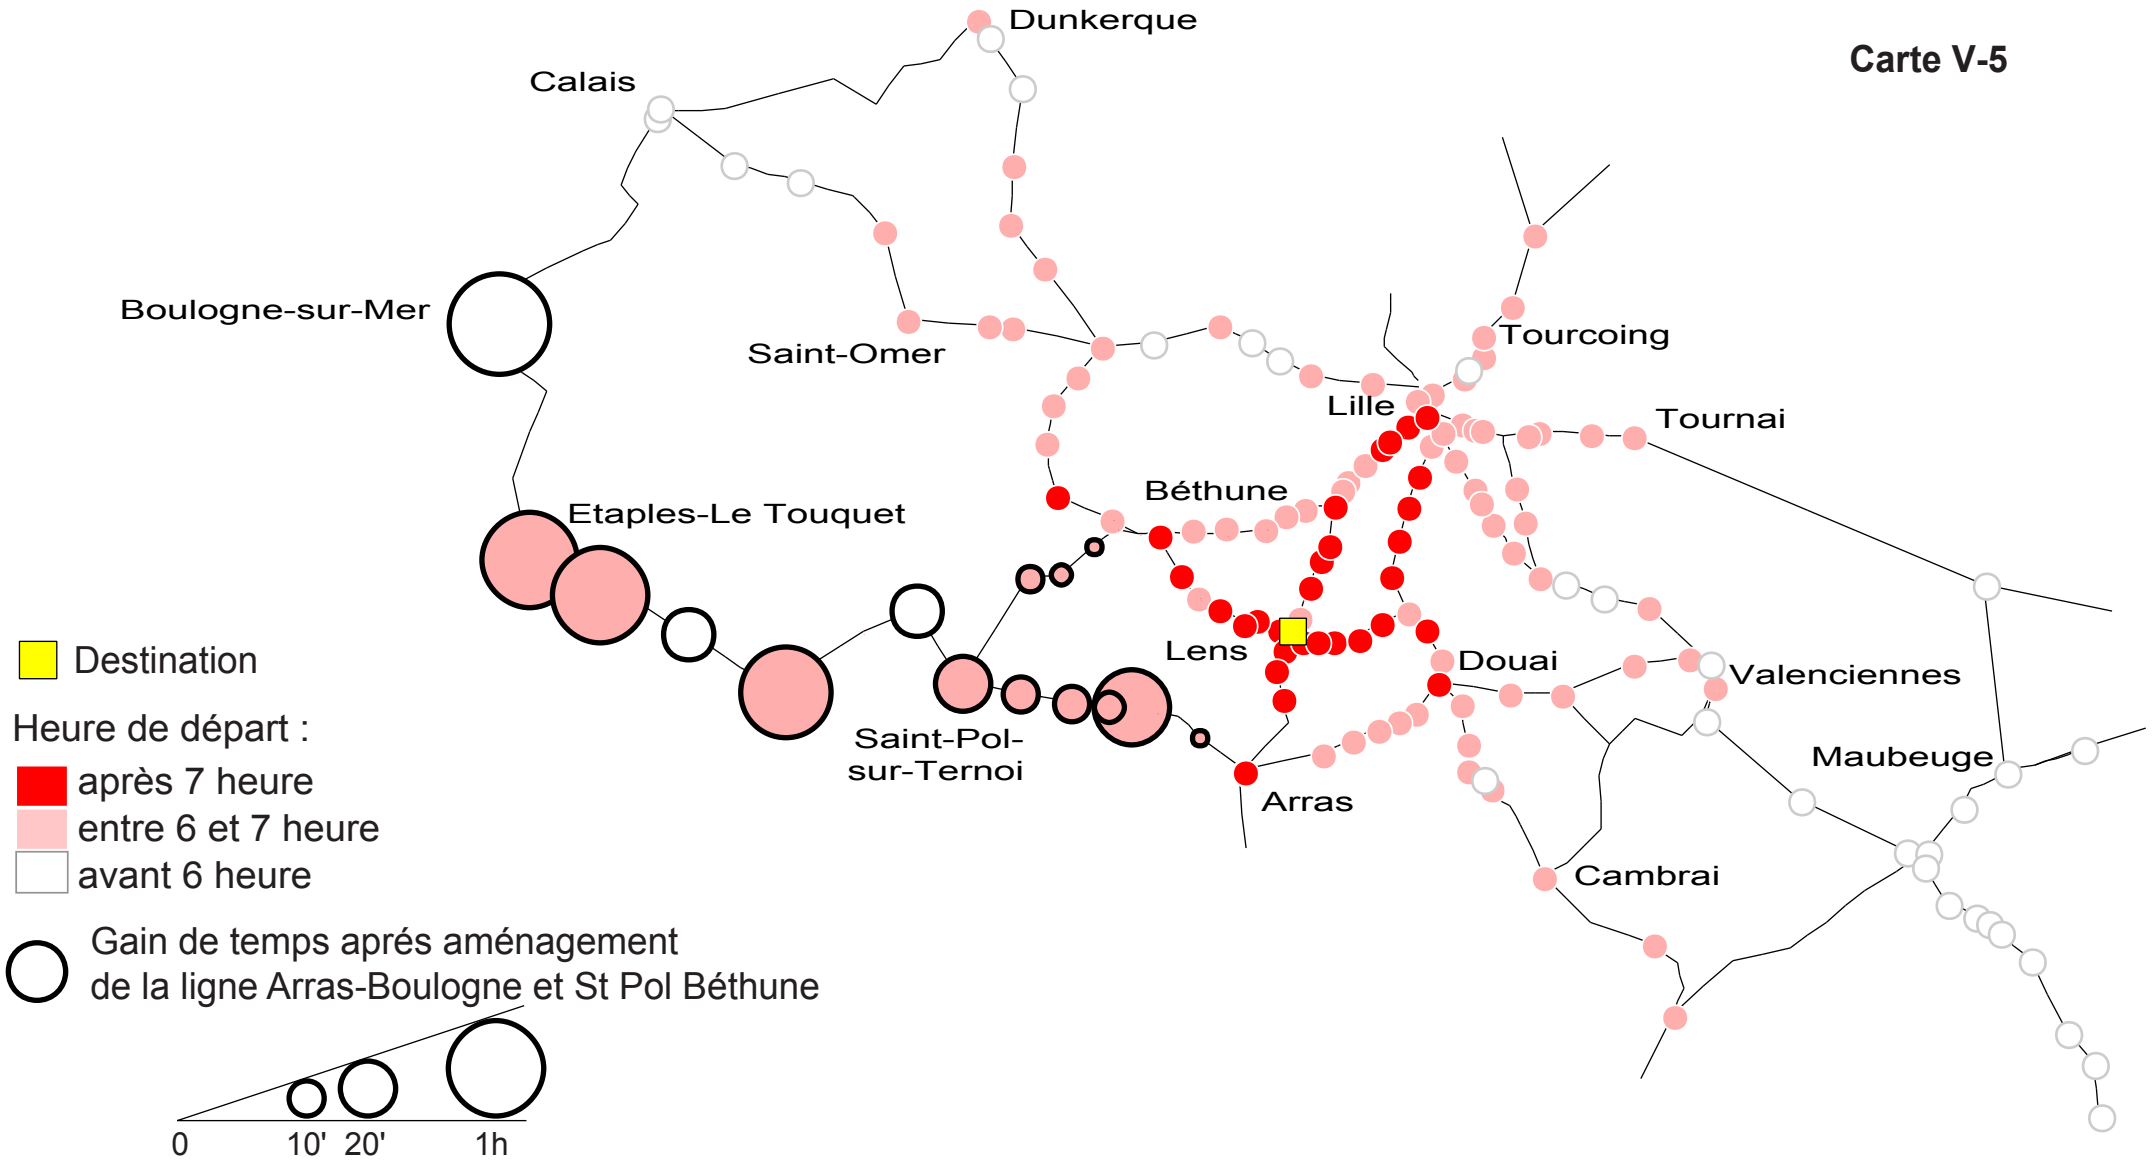 Dunkerque
Carte V-5
Calais
Boulogne-sur-Mer
Saint-Omer
Tourcoing
Lille
Tournai
Béthune
Etaples-Le Touquet
Lens
Douai
Valenciennes
Saint-Pol-
sur-Ternoi
Maubeuge
Arras
Cambrai
Destination
Heure de départ :
après 7 heure
entre 6 et 7 heure
avant 6 heure
Gain de temps aprés aménagement
de la ligne Arras-Boulogne et St Pol Béthune
0 10' 20' 1h